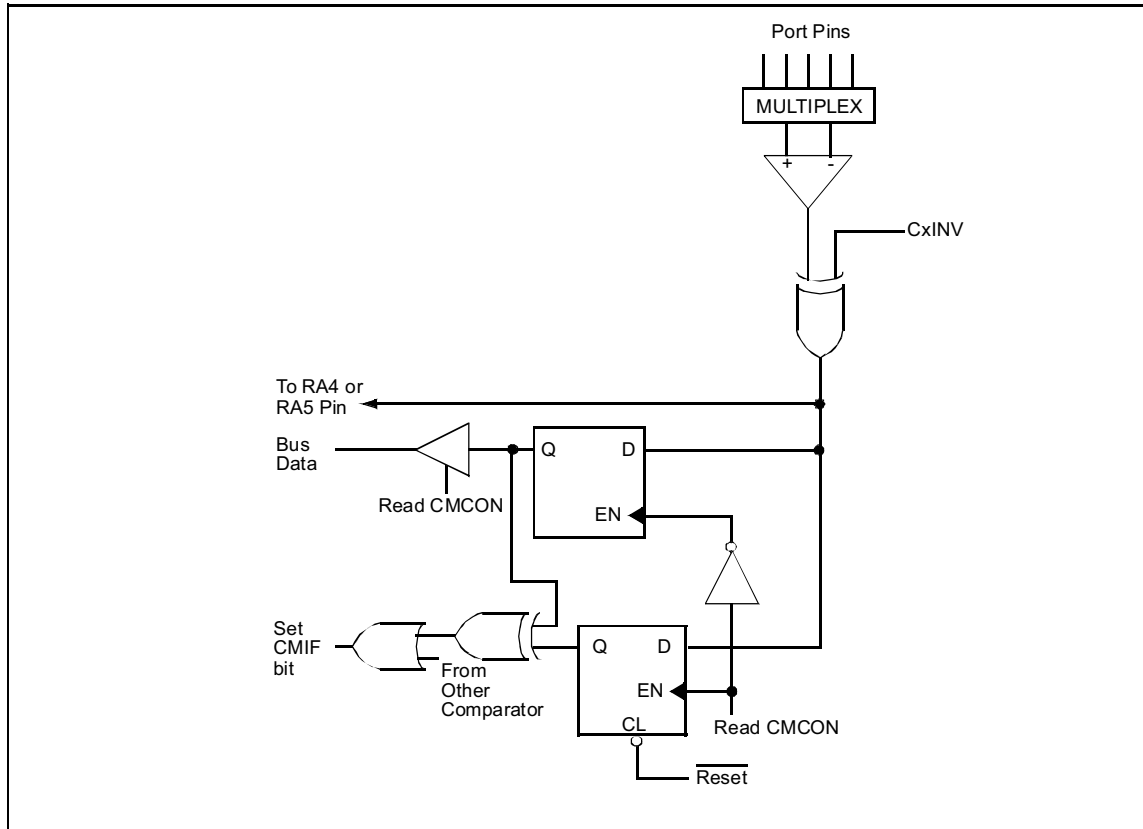 Port Pins
MULTIPLEX
+ -
CxINV
To RA4 or
RA5 Pin
Bus
Data
Q D
Read CMCON
EN
Set
CMIF
bit
Q D
From
Other
Comparator
EN
CL
Read CMCON
Reset